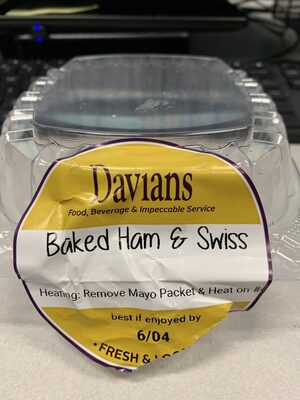 Davians
Food, Beverage & Impeccable Service
Baked Ham & Swiss
Heating: Remove Mayo Packet & Heat on #
best if enjoyed by
6/04
• FRESH &